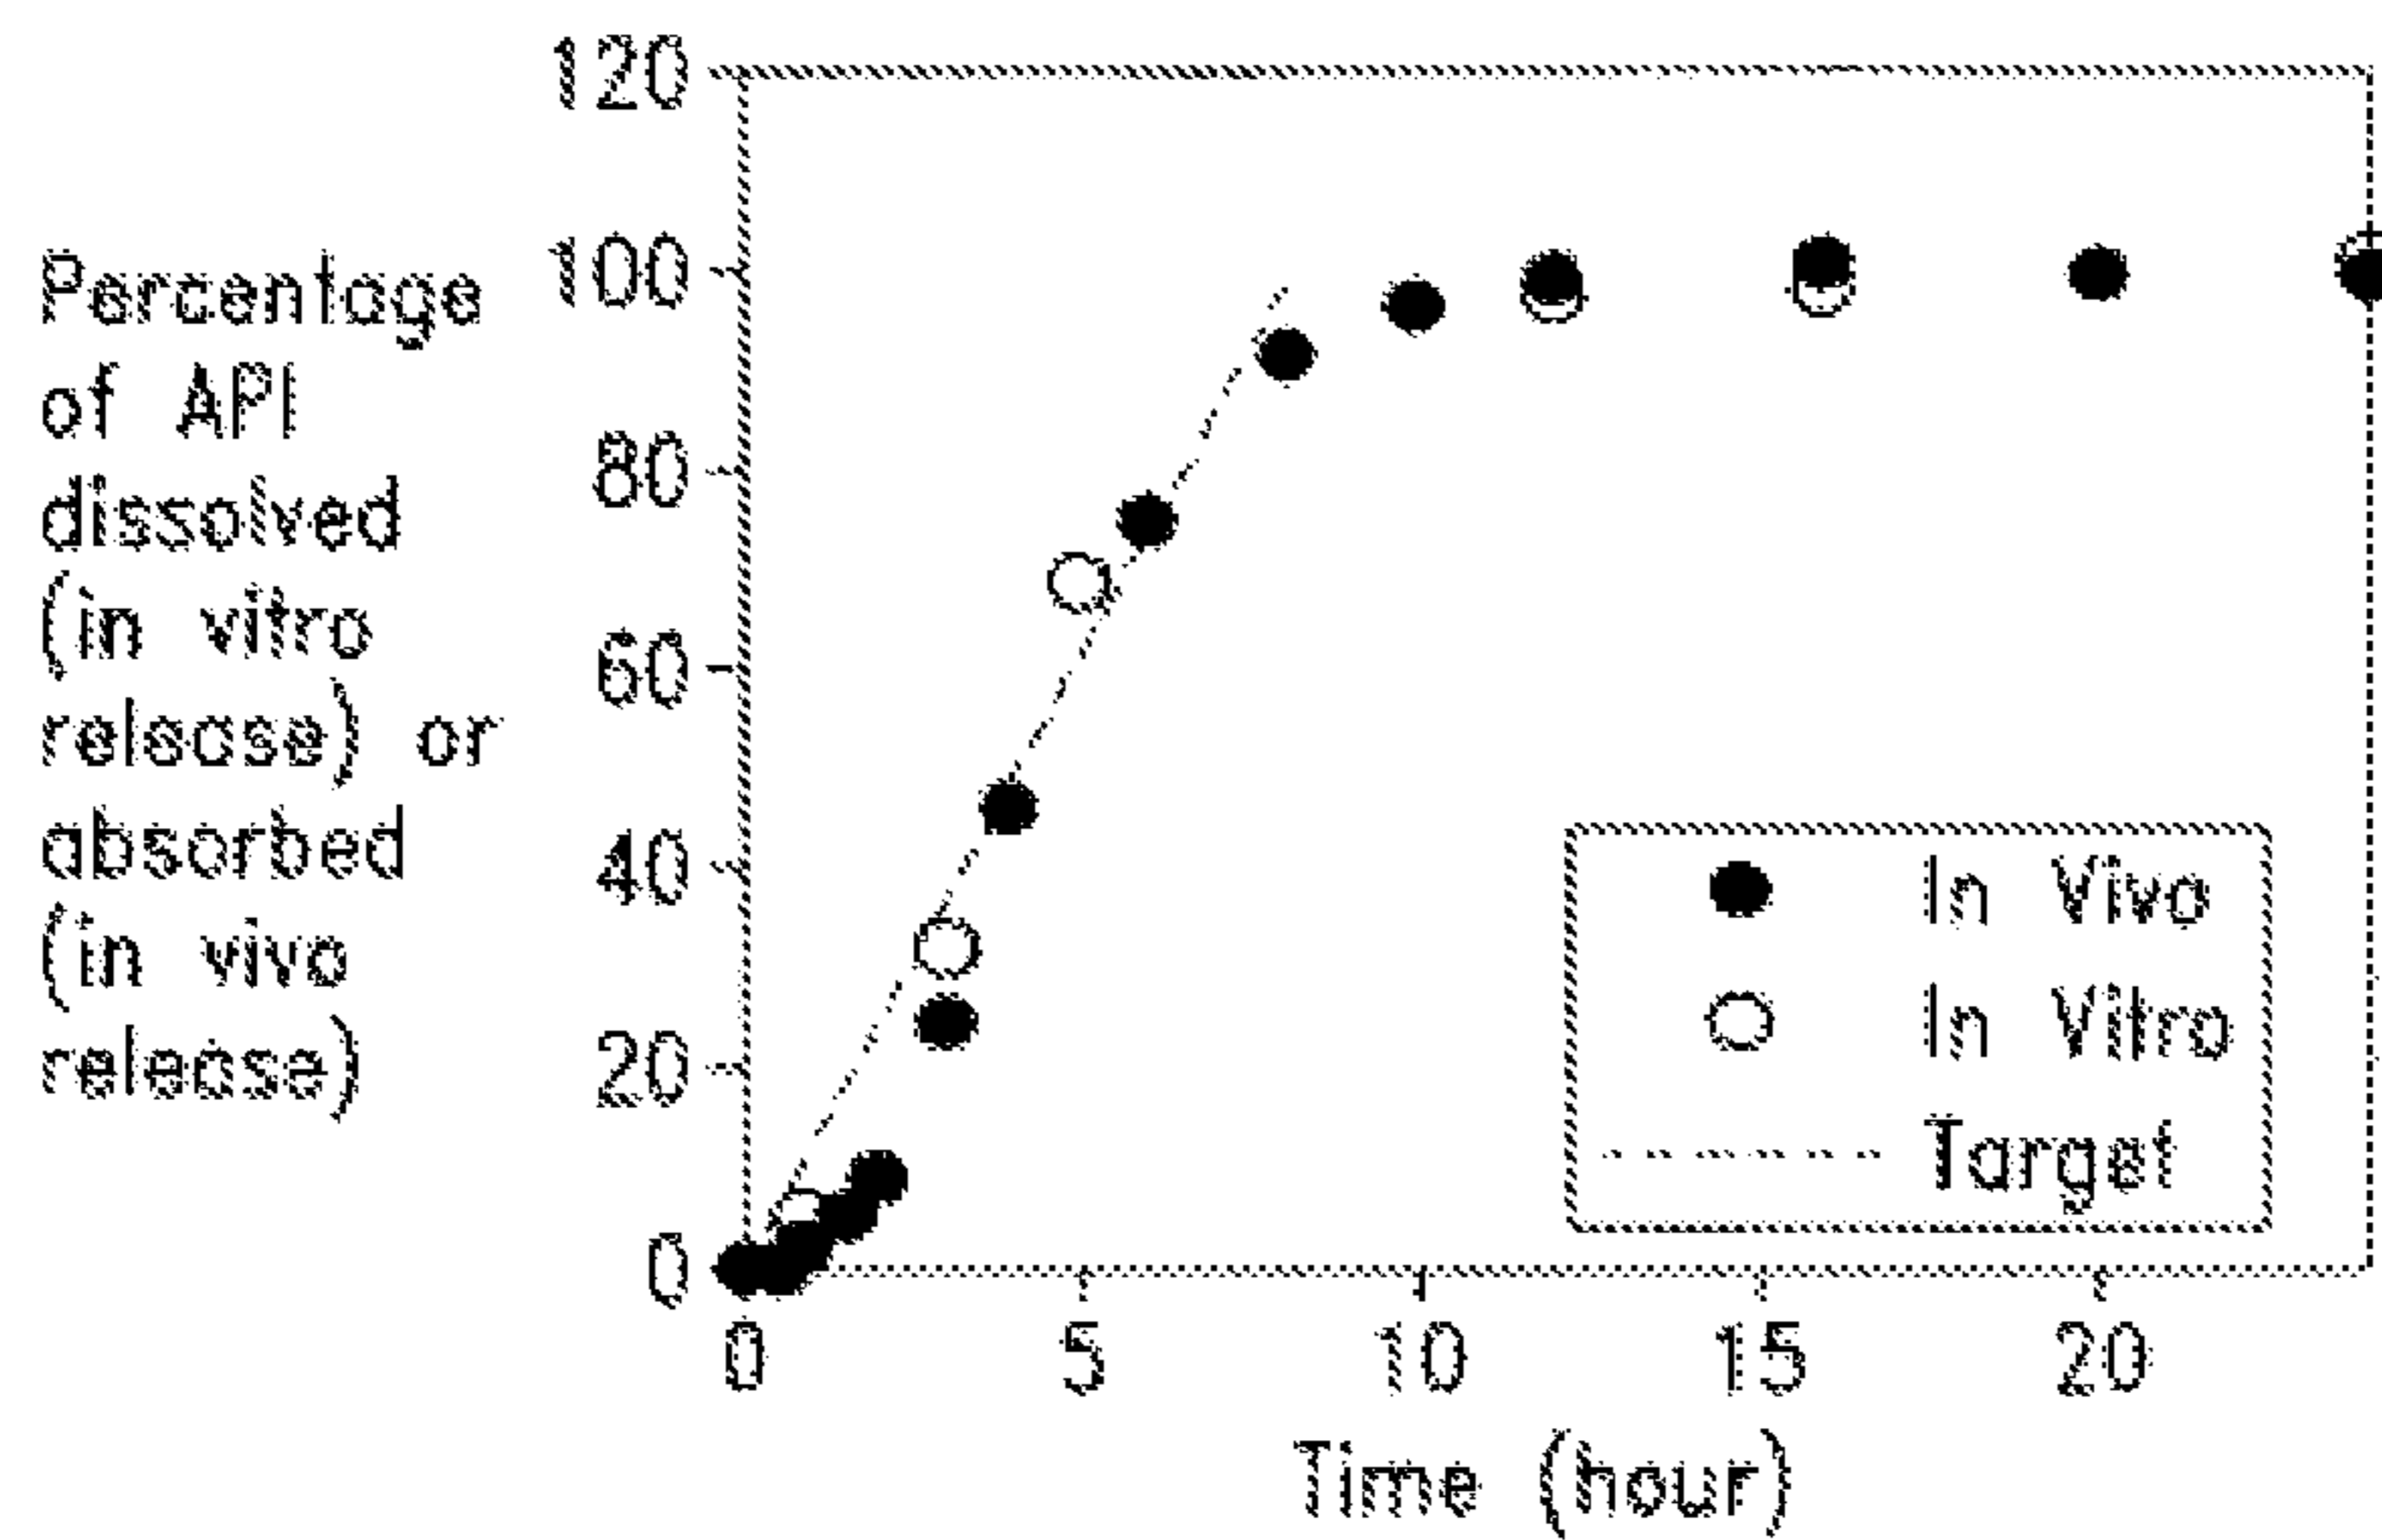 120
100
80
60
40
20
0
Percentage
of API
dissolved
(in vitro
release) or
absorbed
(in vivo
release)
In Vivo
In Vitro
Target
0 5 10 15 20
Time (hour)